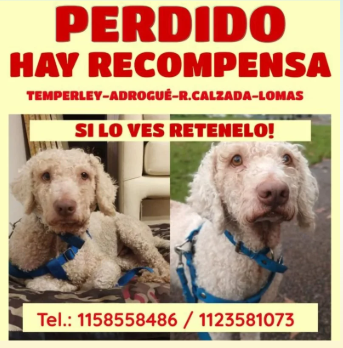 PERDIDO
HAY RECOMPENSA
TEMPERLEY-ADROGUÉ-R.CALZADA-LOMAS
SI LO VES RETENELO!
Tel.: 1158558486 / 1123581073